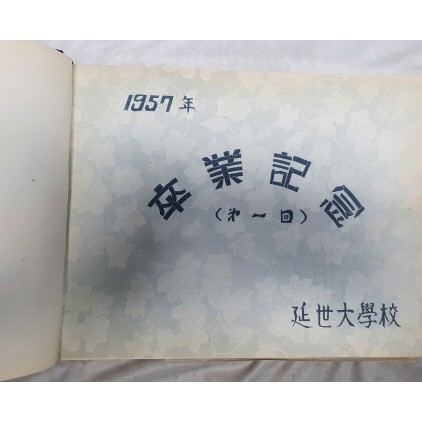 1957年
卒業記念
(第一回)
延世大學校